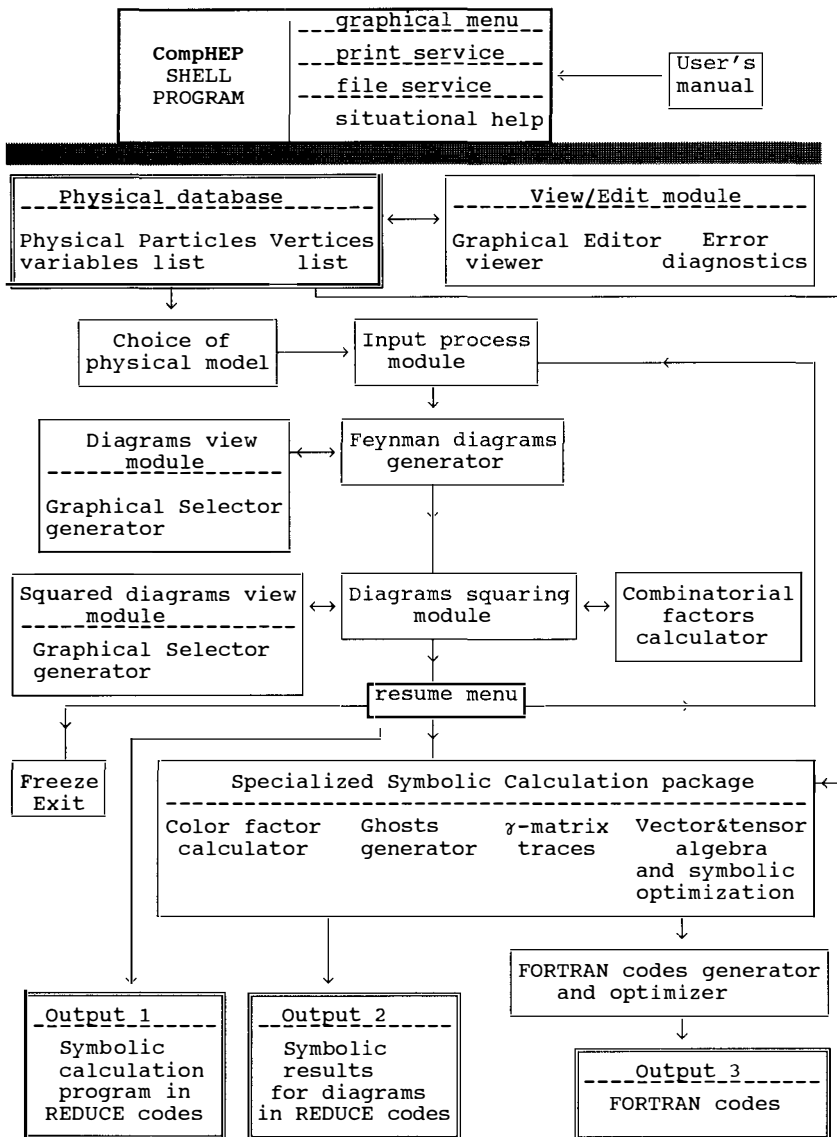 CompHEP
SHELL
PROGRAM
graphical menu
print service
file service
situational help
User's
manual
Physical database
Physical Particles Vertices
variables list list
View/Edit module
Graphical Editor Error
viewer diagnostics
Choice of
physical model
Input process
module
Diagrams view
module
Graphical Selector
generator
Feynman diagrams
generator
Squared diagrams view
module
Graphical Selector
generator
Diagrams squaring
module
Combinatorial
factors
calculator
resume menu
Freeze
Exit
Specialized Symbolic Calculation package
Color factor
calculator
Ghosts
generator
γ-matrix
traces
Vector&tensor
algebra
and symbolic
optimization
FORTRAN codes generator
and optimizer
Output 1
Symbolic
calculation
program in
REDUCE codes
Output 2
Symbolic
results
for diagrams
in REDUCE codes
Output 3
FORTRAN codes